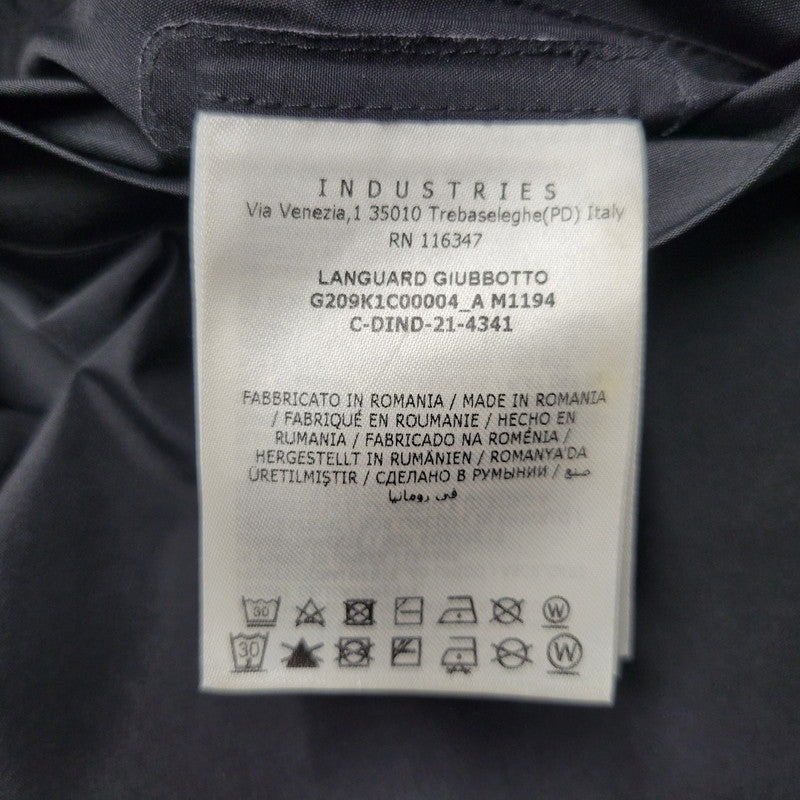 INDUSTRIES
Via Venezia,1 35010 Trebaseleghe(PD) Italy
RN 116347
LANGUARD GIUBBOTTO
G209K1C00004_A M1194
C-DIND-21-4341
FABBRICATO IN ROMANIA / MADE IN ROMANIA
/ FABRIQUÉ EN ROUMANIE / HECHO EN
RUMANIA / FABRICADO NA ROMÉNIA /
HERGESTELLT IN RUMÄNIEN / ROMANYA'DA
ÜRETILMIŞTIR / СДЕЛАНО В РУМЫНИИ / صنع
في رومانيا
30 W
30 W